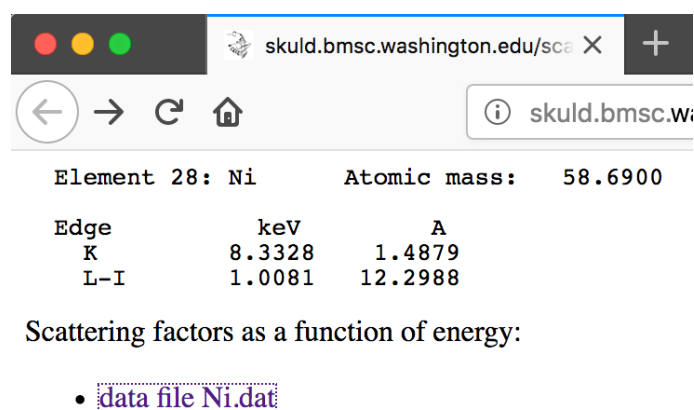 skuld.bmsc.washington.edu/sca
skuld.bmsc.wa
Element 28: Ni Atomic mass: 58.6900
Edge keV A
K 8.3328 1.4879
L-I 1.0081 12.2988
Scattering factors as a function of energy:
• data file Ni.dat